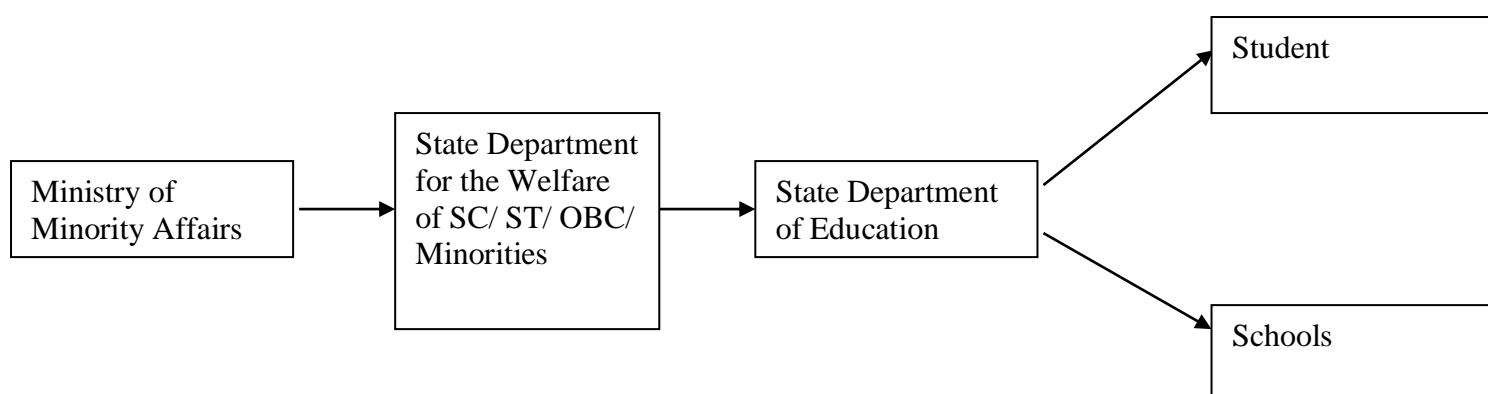 Ministry of
Minority Affairs
State Department
for the Welfare
of SC/ ST/ OBC/
Minorities
State Department
of Education
Student
Schools